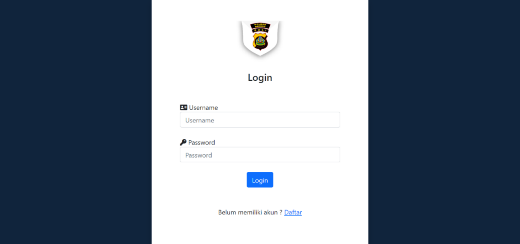 Login
Username
Username
Password
Password
Login
Belum memiliki akun ? Daftar